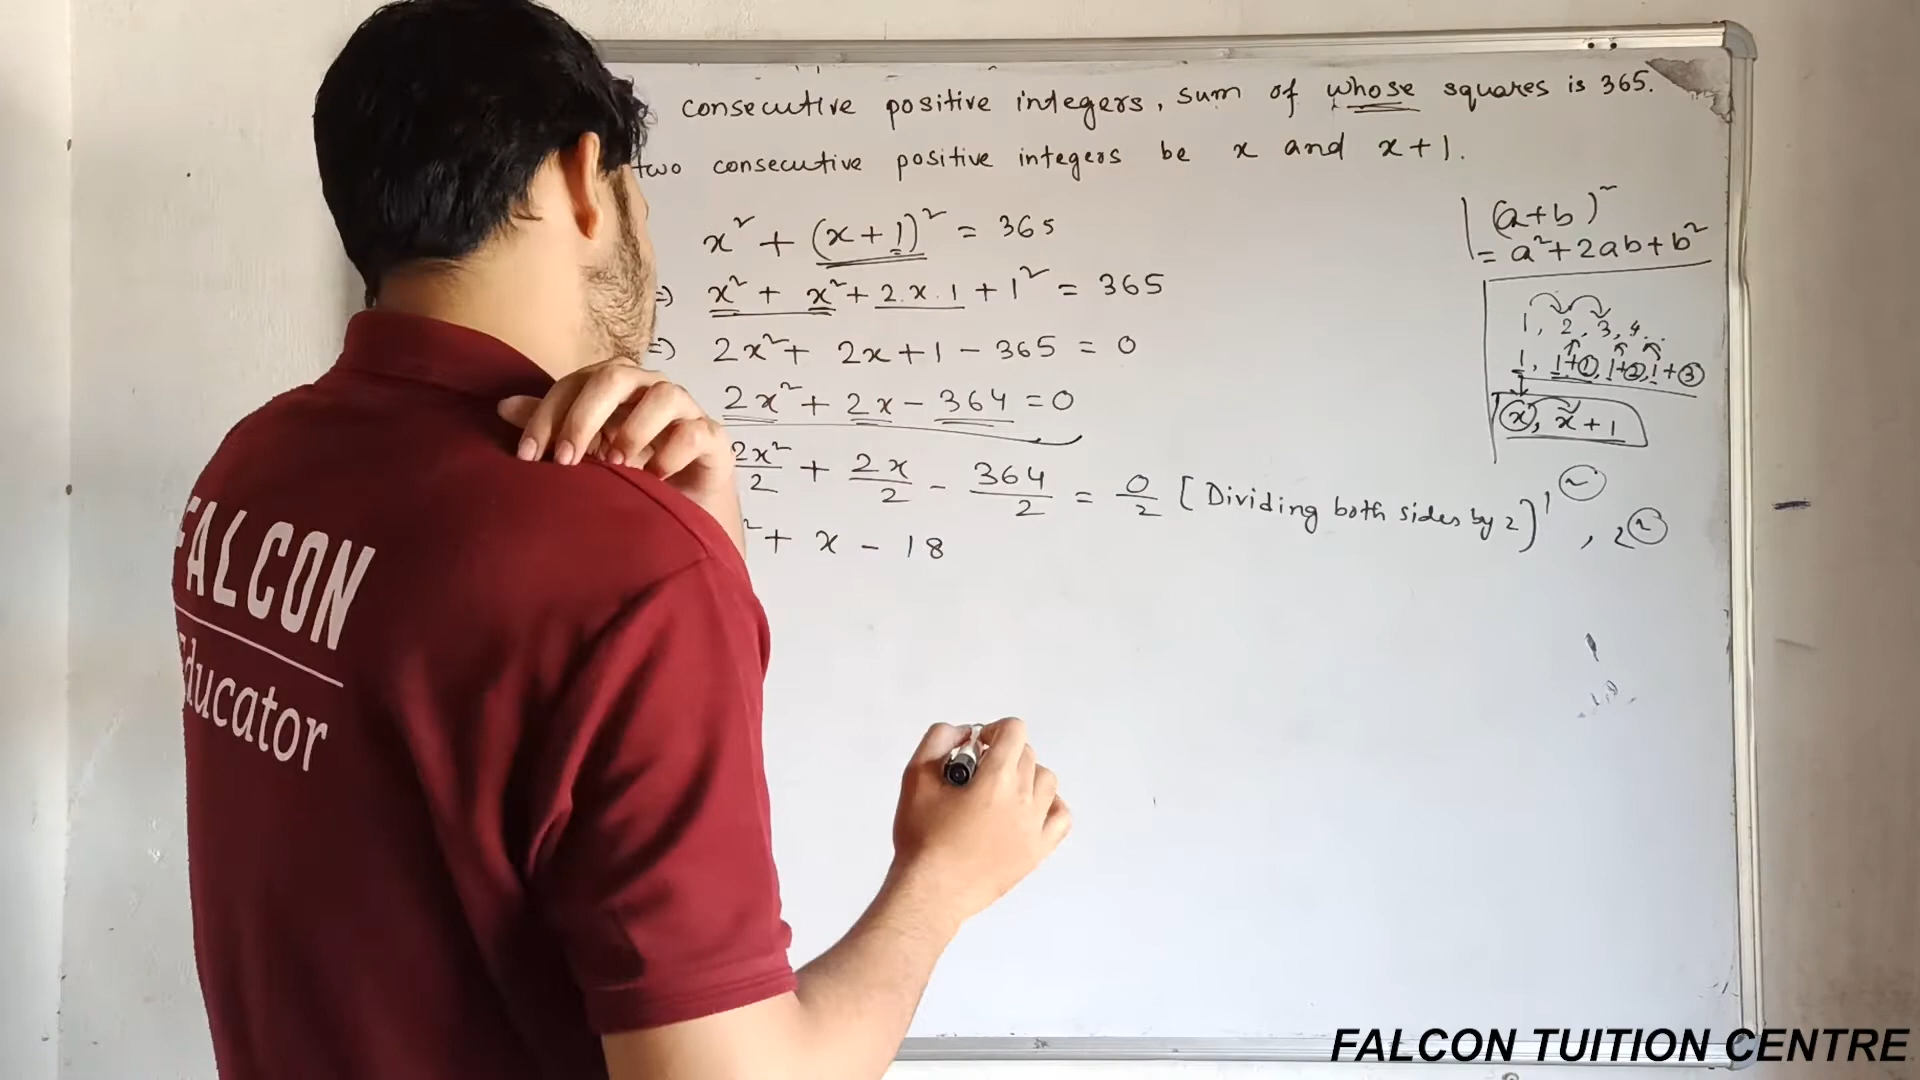 consecutive positive integers, sum of whose squares is 365.
two consecutive positive integers be x and x+1.
x² + (x+1)² = 365
⇒ x² + x² + 2.x.1 + 1² = 365
⇒ 2x² + 2x + 1 - 365 = 0
2x² + 2x - 364 = 0
2x²/2 + 2x/2 - 364/2 = 0/2 [Dividing both sides by 2]
² + x - 18
(a+b)²
= a² + 2ab + b²
1, 2, 3, 4..
1, 1+1, 1+2, 1+3
x, x+1
FALCON
Educator
FALCON TUITION CENTRE